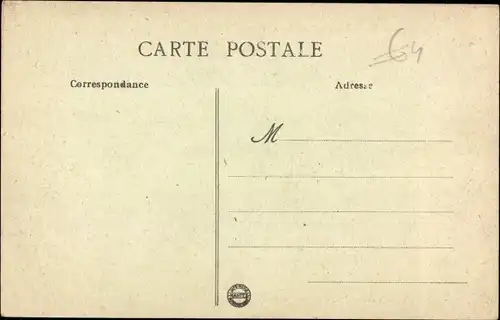 CARTE POSTALE
64
Correspondance
Adresse
M